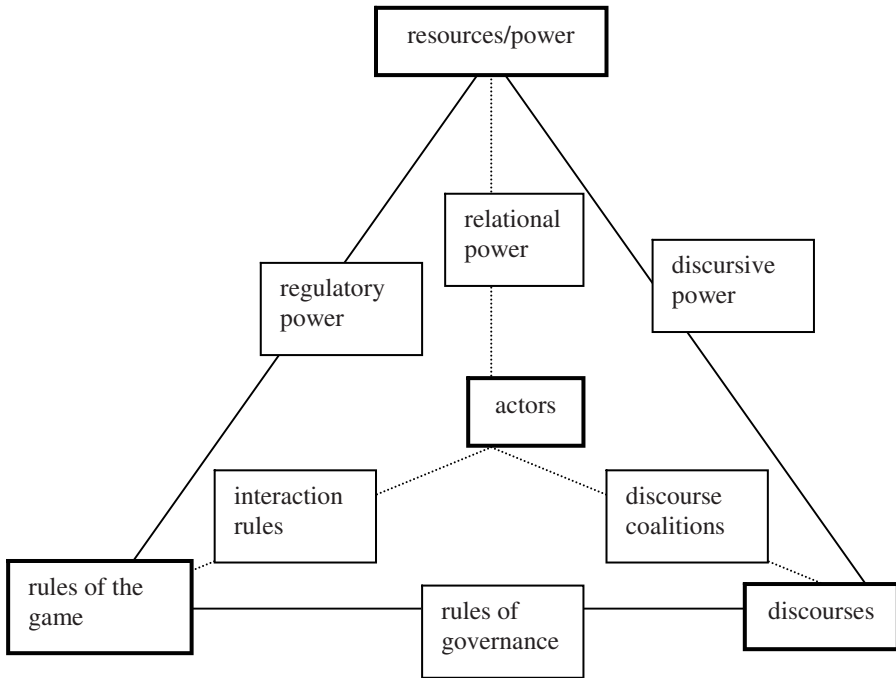 resources/power
relational
power
discursive
power
regulatory
power
actors
interaction
rules
discourse
coalitions
rules of the
game
rules of
governance
discourses